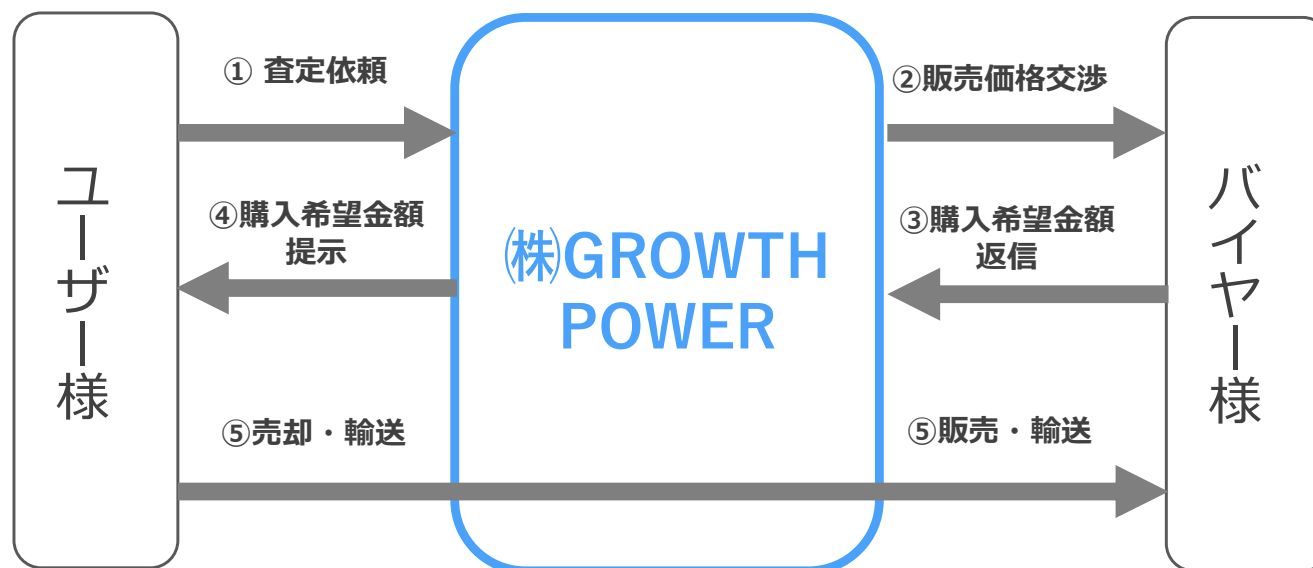 ユーザー様
① 査定依頼
④購入希望金額
提示
⑤売却・輸送
㈱GROWTH
POWER
②販売価格交渉
③購入希望金額
返信
⑤販売・輸送
バイヤー様